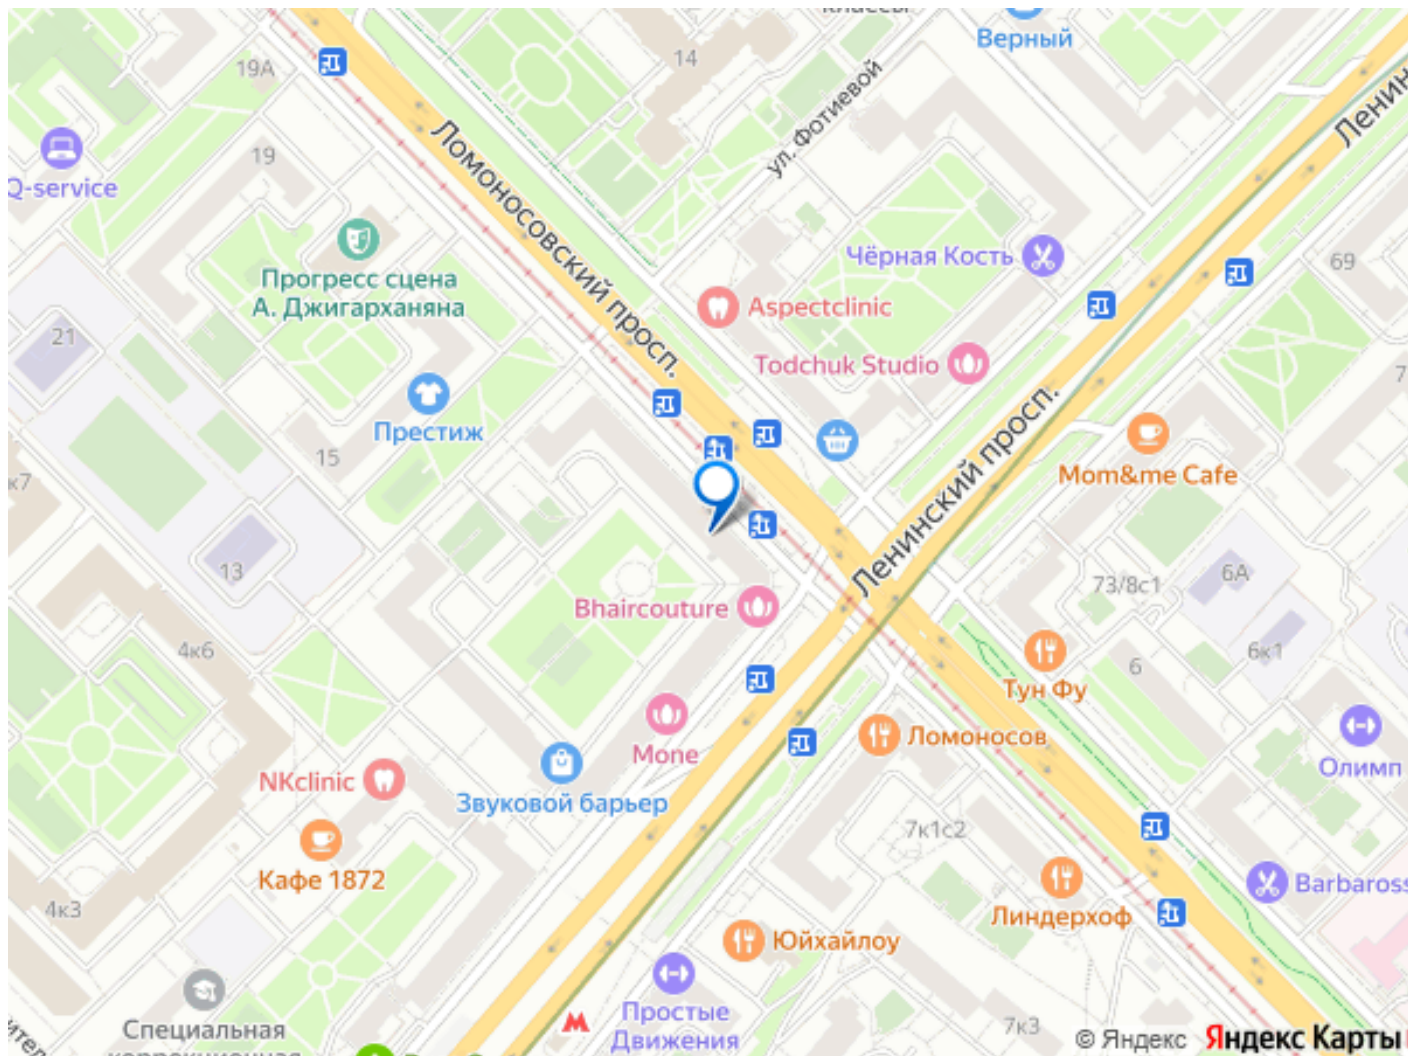 классы
Верный
14
19А
ул. Фотиевой
Ломоносовский просп.
Q-service
19
Чёрная Кость
69
Прогресс сцена
А. Джигарханяна
Aspectclinic
21
Todchuk Studio
Престиж
15
Ленинский просп.
Mom&me Cafe
13
73/8с1
6А
Bhaircouture
4к6
6к1
6
Тун Фу
Mone
Ломоносов
Олимп
NKclinic
Звуковой барьер
7к1с2
Кафе 1872
Barbaross
4к3
Линдерхоф
Юйхайлоу
Простые
Движения
7к3
Специальная
коррекционная
© Яндекс
Яндекс Карты